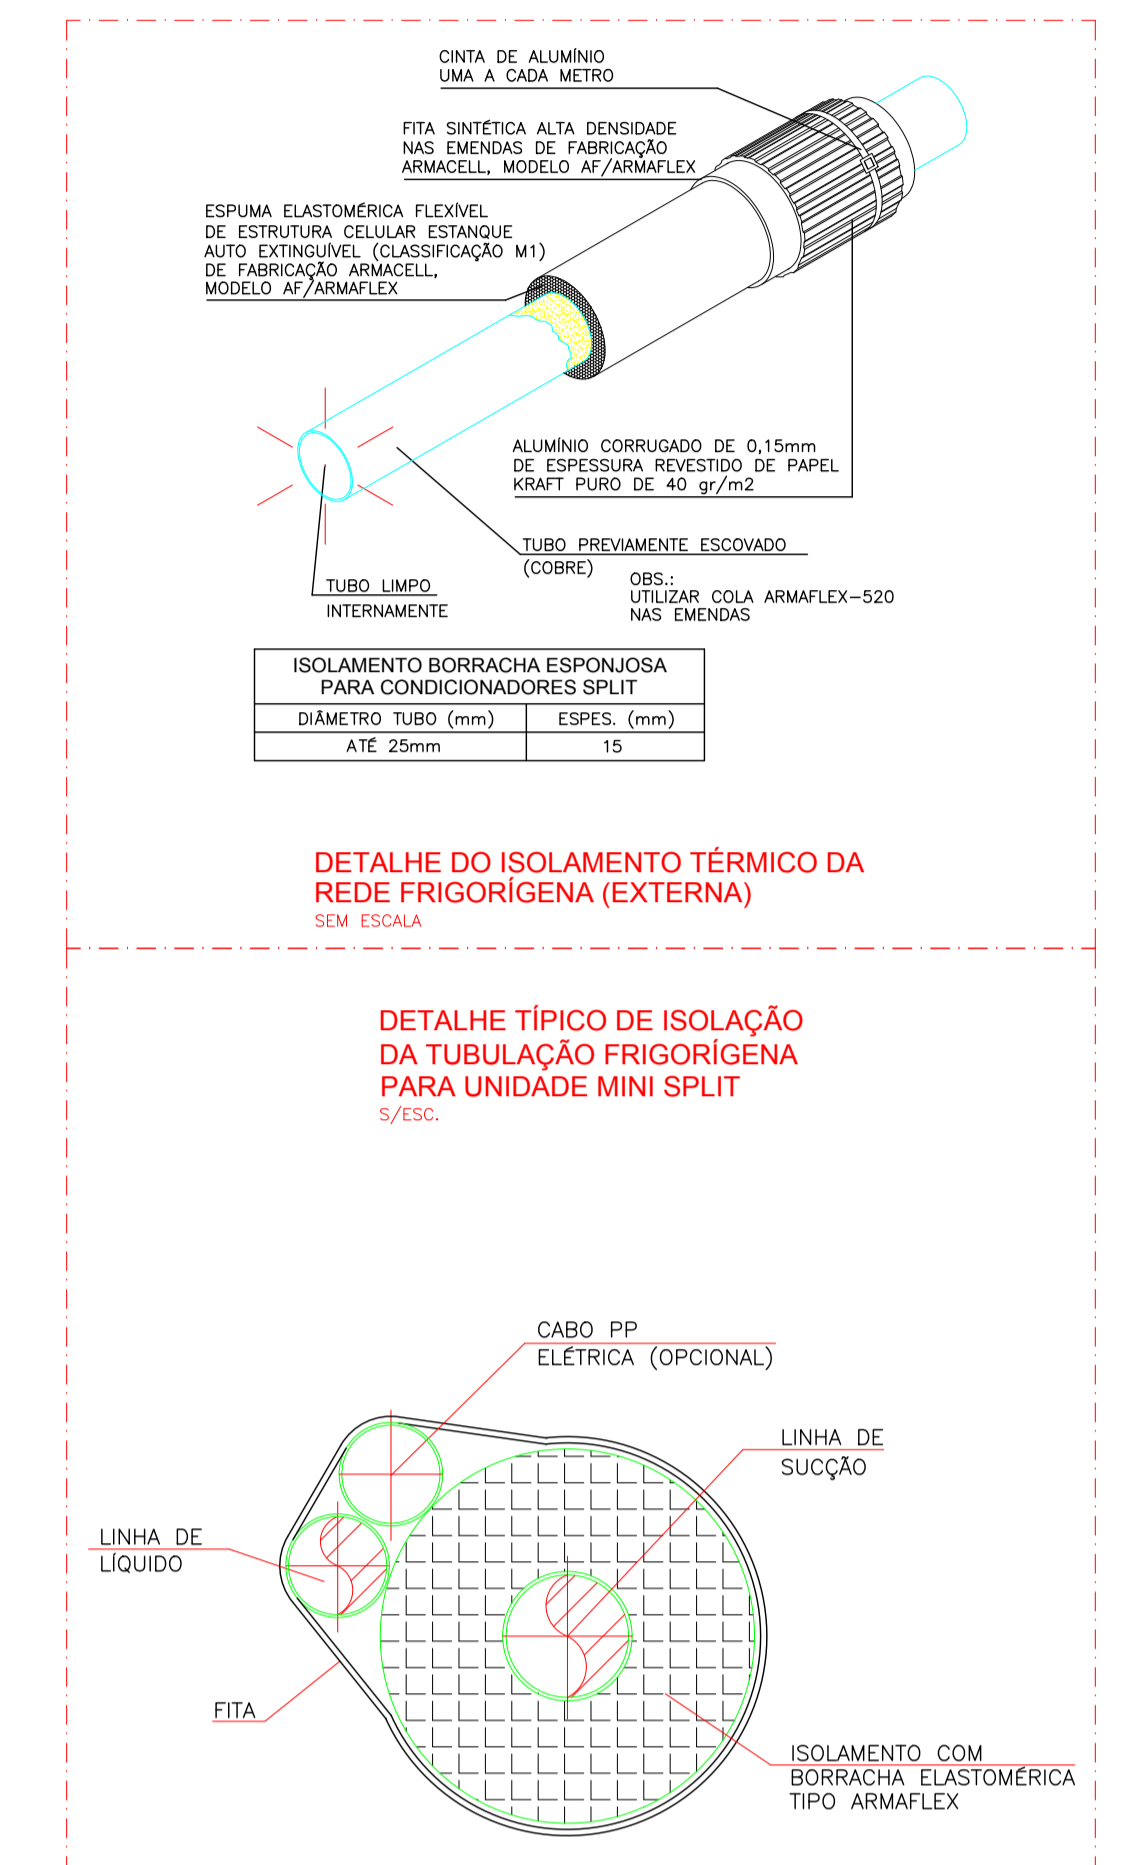 CINTA DE ALUMÍNIO
UMA A CADA METRO
FITA SINTÉTICA ALTA DENSIDADE
NAS EMENDAS DE FABRICAÇÃO
ARMACELL, MODELO AF/ARMAFLEX
ESPUMA ELASTOMÉRICA FLEXÍVEL
DE ESTRUTURA CELULAR ESTANQUE
AUTO EXTINGUÍVEL (CLASSIFICAÇÃO M1)
DE FABRICAÇÃO ARMACELL,
MODELO AF/ARMAFLEX
ALUMÍNIO CORRUGADO DE 0,15mm
DE ESPESSURA REVESTIDO DE PAPEL
KRAFT PURO DE 40 gr/m2
TUBO PREVIAMENTE ESCOVADO
(COBRE)
TUBO LIMPO
INTERNAMENTE
OBS.:
UTILIZAR COLA ARMAFLEX-520
NAS EMENDAS
ISOLAMENTO BORRACHA ESPONJOSA
PARA CONDICIONADORES SPLIT
DIÂMETRO TUBO (mm) ESPES. (mm)
ATÉ 25mm 15
DETALHE DO ISOLAMENTO TÉRMICO DA
REDE FRIGORÍGENA (EXTERNA)
SEM ESCALA
DETALHE TÍPICO DE ISOLAÇÃO
DA TUBULAÇÃO FRIGORÍGENA
PARA UNIDADE MINI SPLIT
S/ESC.
CABO PP
ELÉTRICA (OPCIONAL)
LINHA DE
SUCÇÃO
LINHA DE
LÍQUIDO
FITA
ISOLAMENTO COM
BORRACHA ELASTOMÉRICA
TIPO ARMAFLEX